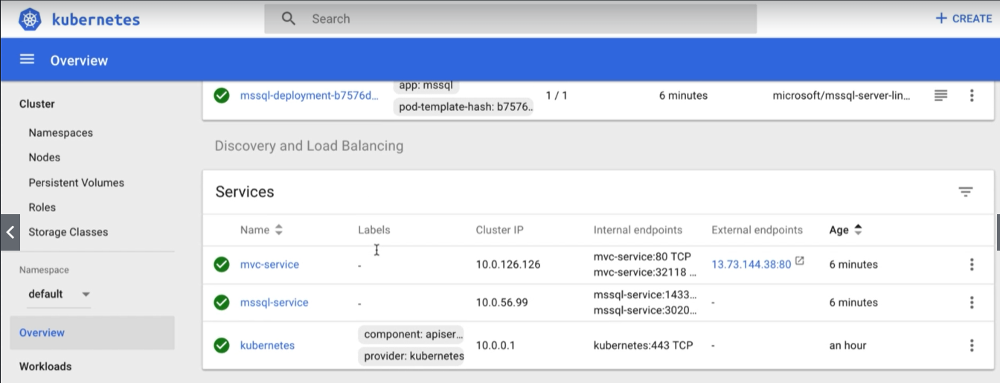 kubernetes
Search
+ CREATE
Overview
Cluster
Namespaces
Nodes
Persistent Volumes
Roles
Storage Classes
Namespace
default
Overview
Workloads
app: mssql
mssql-deployment-b7576d...
pod-template-hash: b7576..
1 / 1
6 minutes
microsoft/mssql-server-lin...
Discovery and Load Balancing
Services
Name Labels Cluster IP Internal endpoints External endpoints Age
mvc-service - 10.0.126.126 mvc-service:80 TCP 13.73.144.38:80 6 minutes
mvc-service:32118 ...
mssql-service - 10.0.56.99 mssql-service:1433... - 6 minutes
mssql-service:3020...
component: apiser...
kubernetes 10.0.0.1 kubernetes:443 TCP - an hour
provider: kubernetes